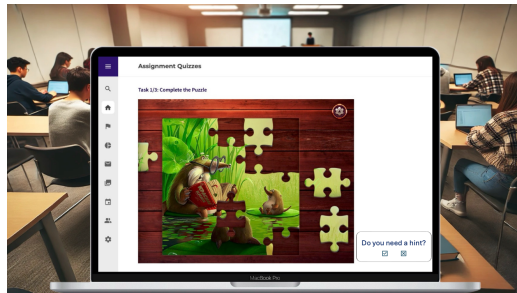 Assignment Quizzes
Task 1/3: Complete the Puzzle
Do you need a hint?
MacBook Pro